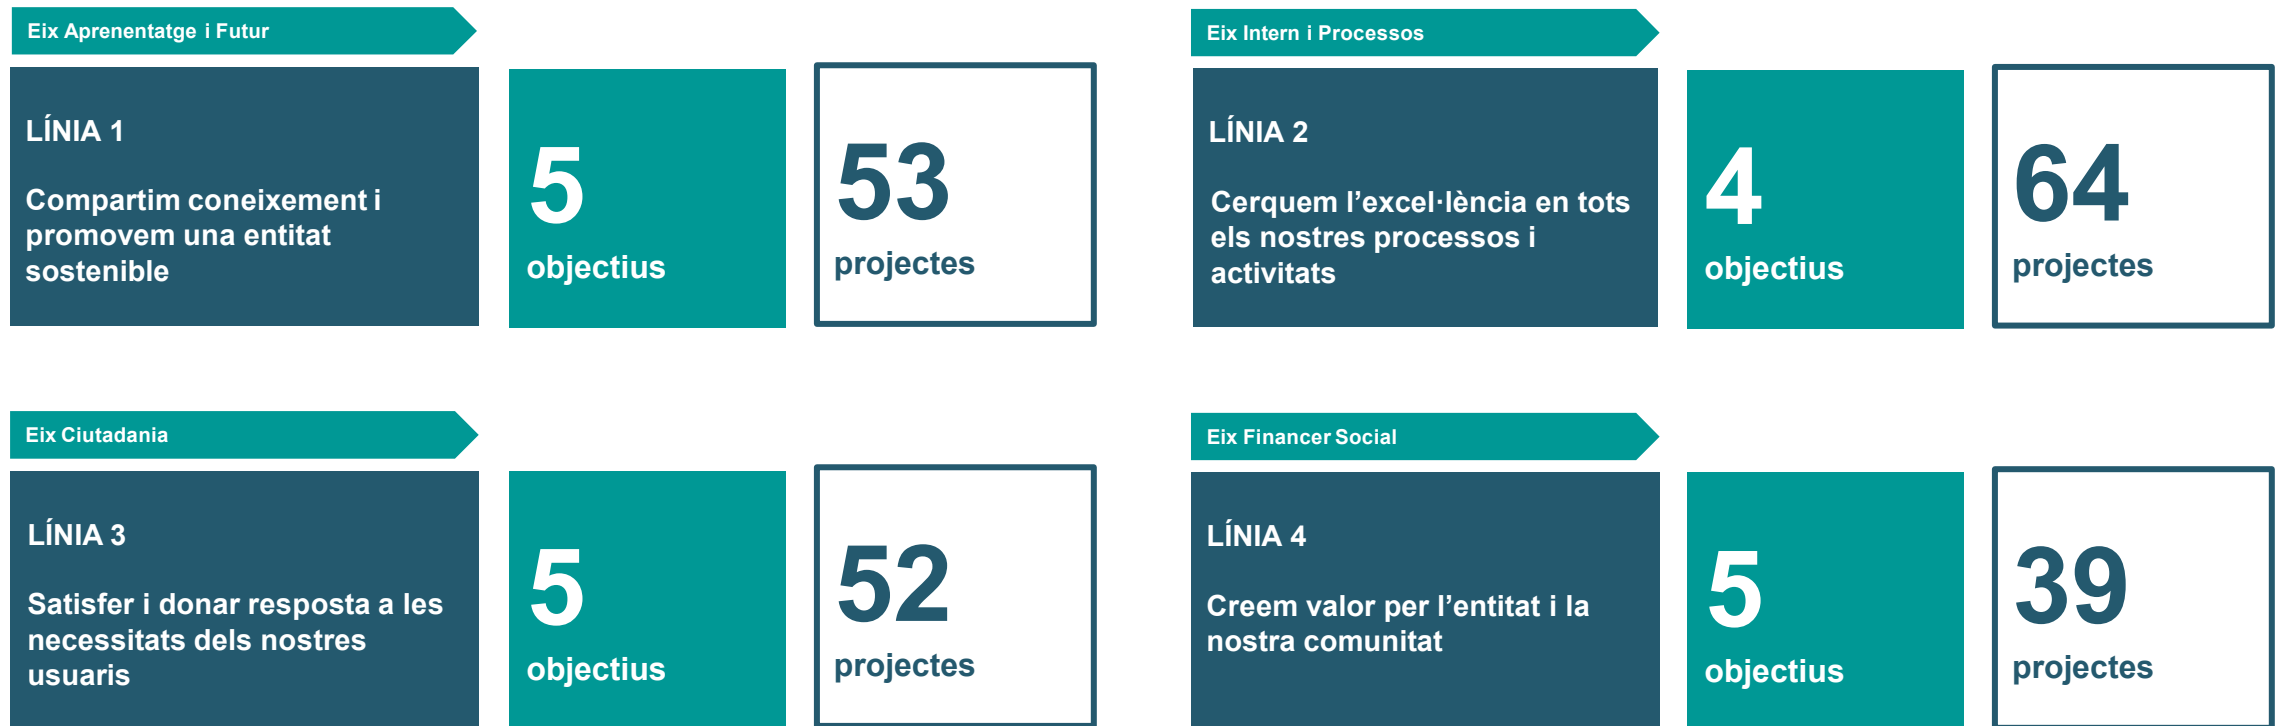 Eix Aprenentatge i Futur
LÍNIA 1
Compartim coneixement i
promovem una entitat
sostenible
5
objectius
53
projectes
Eix Intern i Processos
LÍNIA 2
Cerquem l’excel·lència en tots
els nostres processos i
activitats
4
objectius
64
projectes
Eix Ciutadania
LÍNIA 3
Satisfer i donar resposta a les
necessitats dels nostres
usuaris
5
objectius
52
projectes
Eix Financer Social
LÍNIA 4
Creem valor per l’entitat i la
nostra comunitat
5
objectius
39
projectes